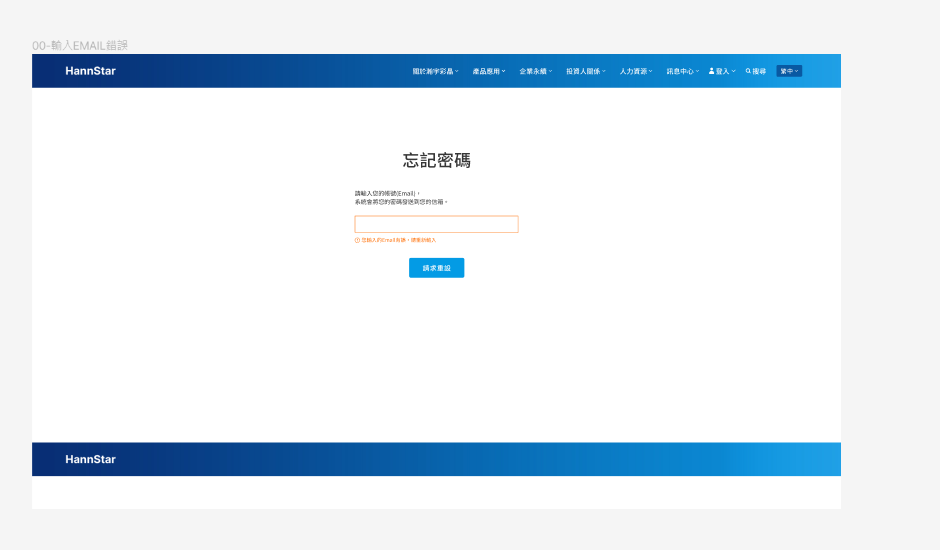 00-輸入EMAIL錯誤
HannStar
關於瀚宇彩晶 產品應用 企業永續 投資人關係 人力資源 訊息中心 登入 搜尋 繁中
忘記密碼
請輸入您的帳號(Email)，
系統會將您的密碼發送到您的信箱。
您輸入的Email有誤，請重新輸入
請求重設
HannStar